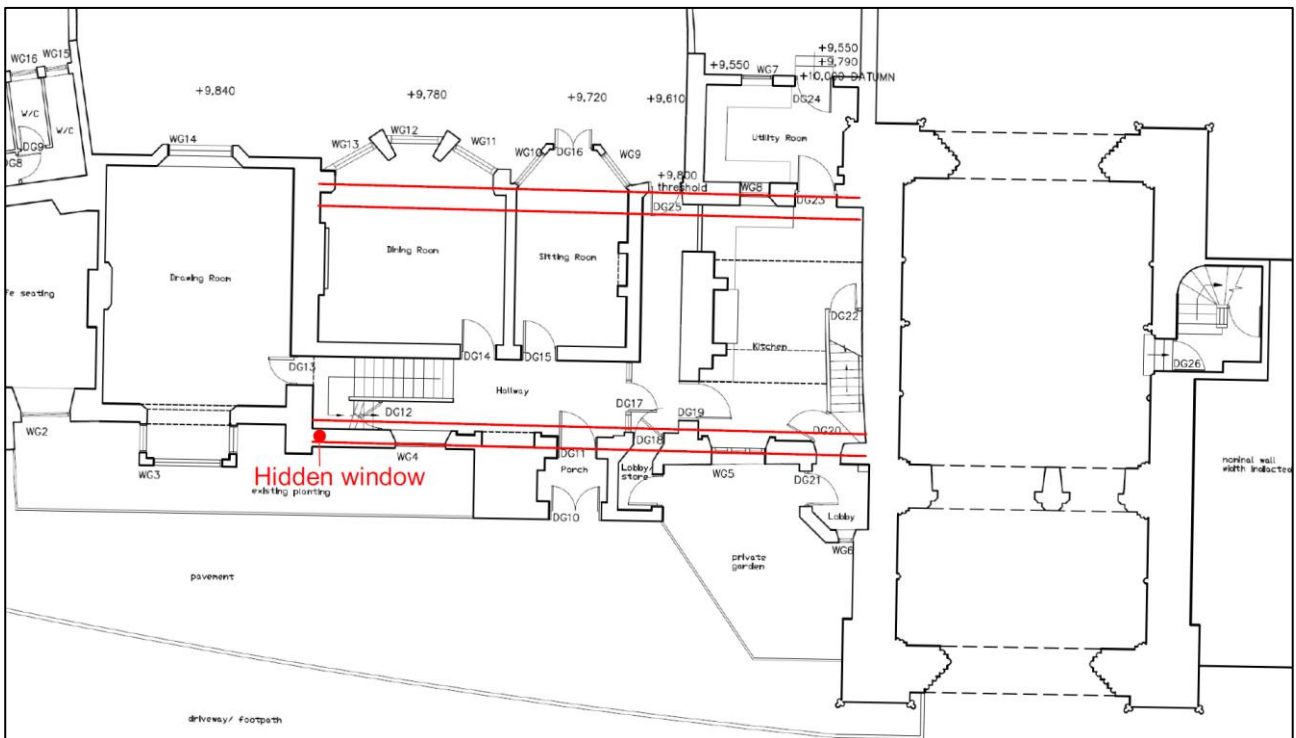 WG16
WG15
W/C
W/C
DG9
DG8
+9,840
+9,780
+9,720
+9,610
+9,550
WG7
+9,550
+9,790
+10,000 DATUMN
DG24
WG14
WG13
WG12
WG11
WG10
DG16
WG9
Utility Room
+9,800
threshold
WG8
DG25
DG23
Drawing Room
Dining Room
Sitting Room
fe seating
DG22
Kitchen
DG26
DG13
DG14
DG15
Hallway
DG12
DG17
DG19
DG18
DG20
WG2
WG3
WG4
DG11
Porch
Lobby/
store
WG5
DG21
Hidden window
existing planting
DG10
Lobby
WG6
nominal wall
width indiacted
private
garden
pavement
driveway/ footpath